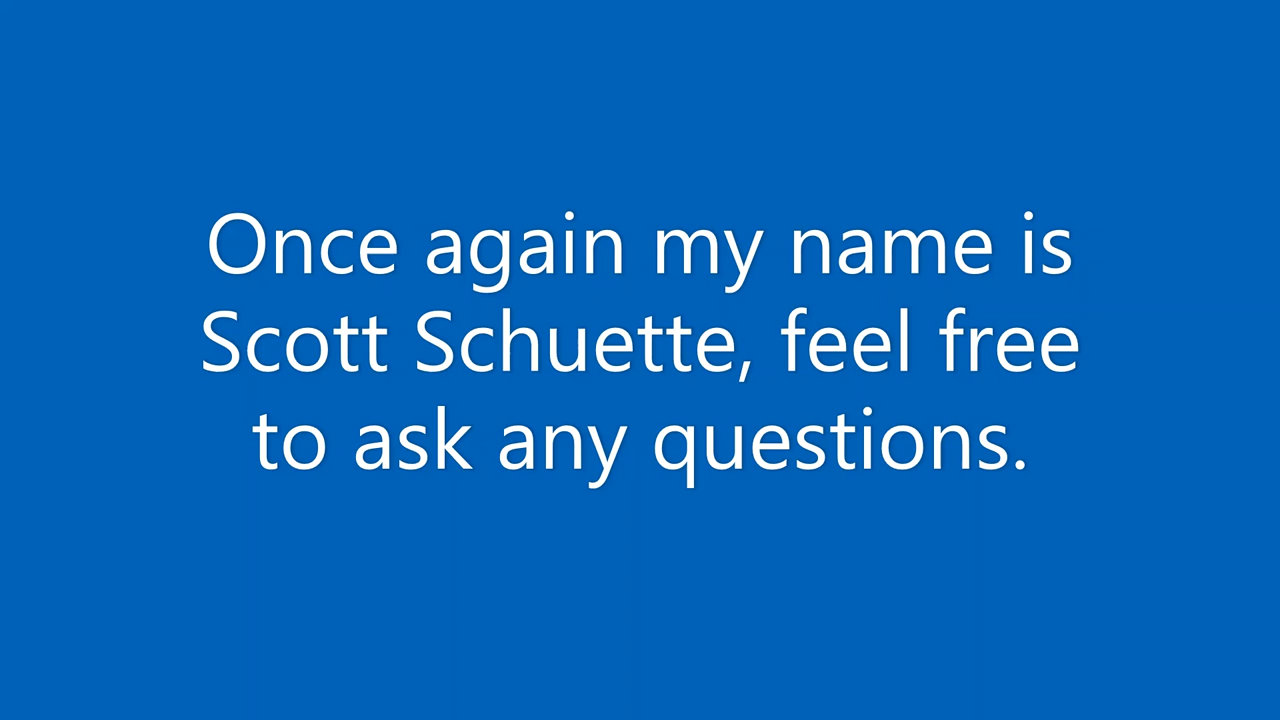 Once again my name is
Scott Schuette, feel free
to ask any questions.